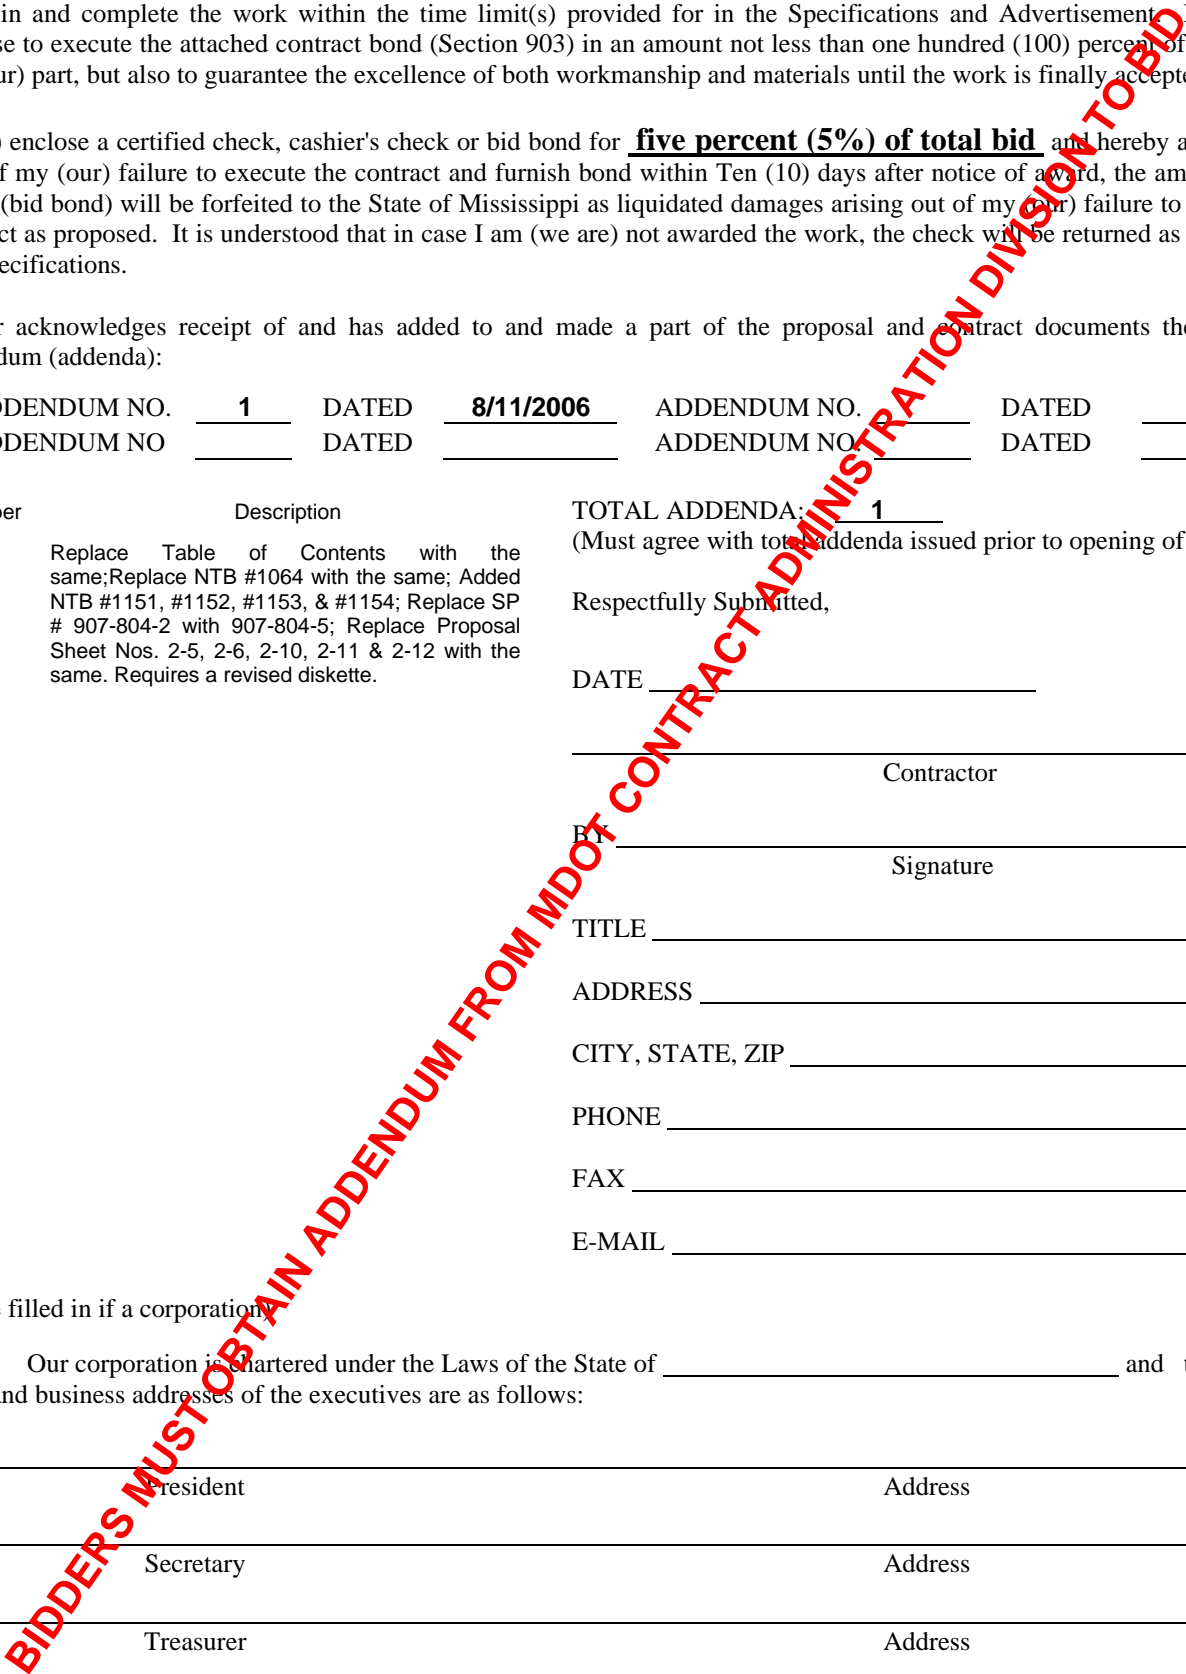 in and complete the work within the time limit(s) provided for in the Specifications and Advertisement.
se to execute the attached contract bond (Section 903) in an amount not less than one hundred (100) percent of
ur) part, but also to guarantee the excellence of both workmanship and materials until the work is finally accepte
) enclose a certified check, cashier's check or bid bond for five percent (5%) of total bid and hereby a
f my (our) failure to execute the contract and furnish bond within Ten (10) days after notice of award, the am
(bid bond) will be forfeited to the State of Mississippi as liquidated damages arising out of my (our) failure to
ct as proposed. It is understood that in case I am (we are) not awarded the work, the check will be returned as
ecifications.
r acknowledges receipt of and has added to and made a part of the proposal and contract documents the
dum (addenda):
DDENDUM NO. 1 DATED 8/11/2006 ADDENDUM NO. DATED
DDENDUM NO DATED ADDENDUM NO. DATED
ber Description
Replace Table of Contents with the
same;Replace NTB #1064 with the same; Added
NTB #1151, #1152, #1153, & #1154; Replace SP
# 907-804-2 with 907-804-5; Replace Proposal
Sheet Nos. 2-5, 2-6, 2-10, 2-11 & 2-12 with the
same. Requires a revised diskette.
TOTAL ADDENDA: 1
(Must agree with total addenda issued prior to opening of
Respectfully Submitted,
DATE
Contractor
BY
Signature
TITLE
ADDRESS
CITY, STATE, ZIP
PHONE
FAX
E-MAIL
e filled in if a corporation)
Our corporation is chartered under the Laws of the State of and t
and business addresses of the executives are as follows:
President Address
Secretary Address
Treasurer Address
BIDDERS MUST OBTAIN ADDENDUM FROM MDOT CONTRACT ADMINISTRATION DIVISION TO BID